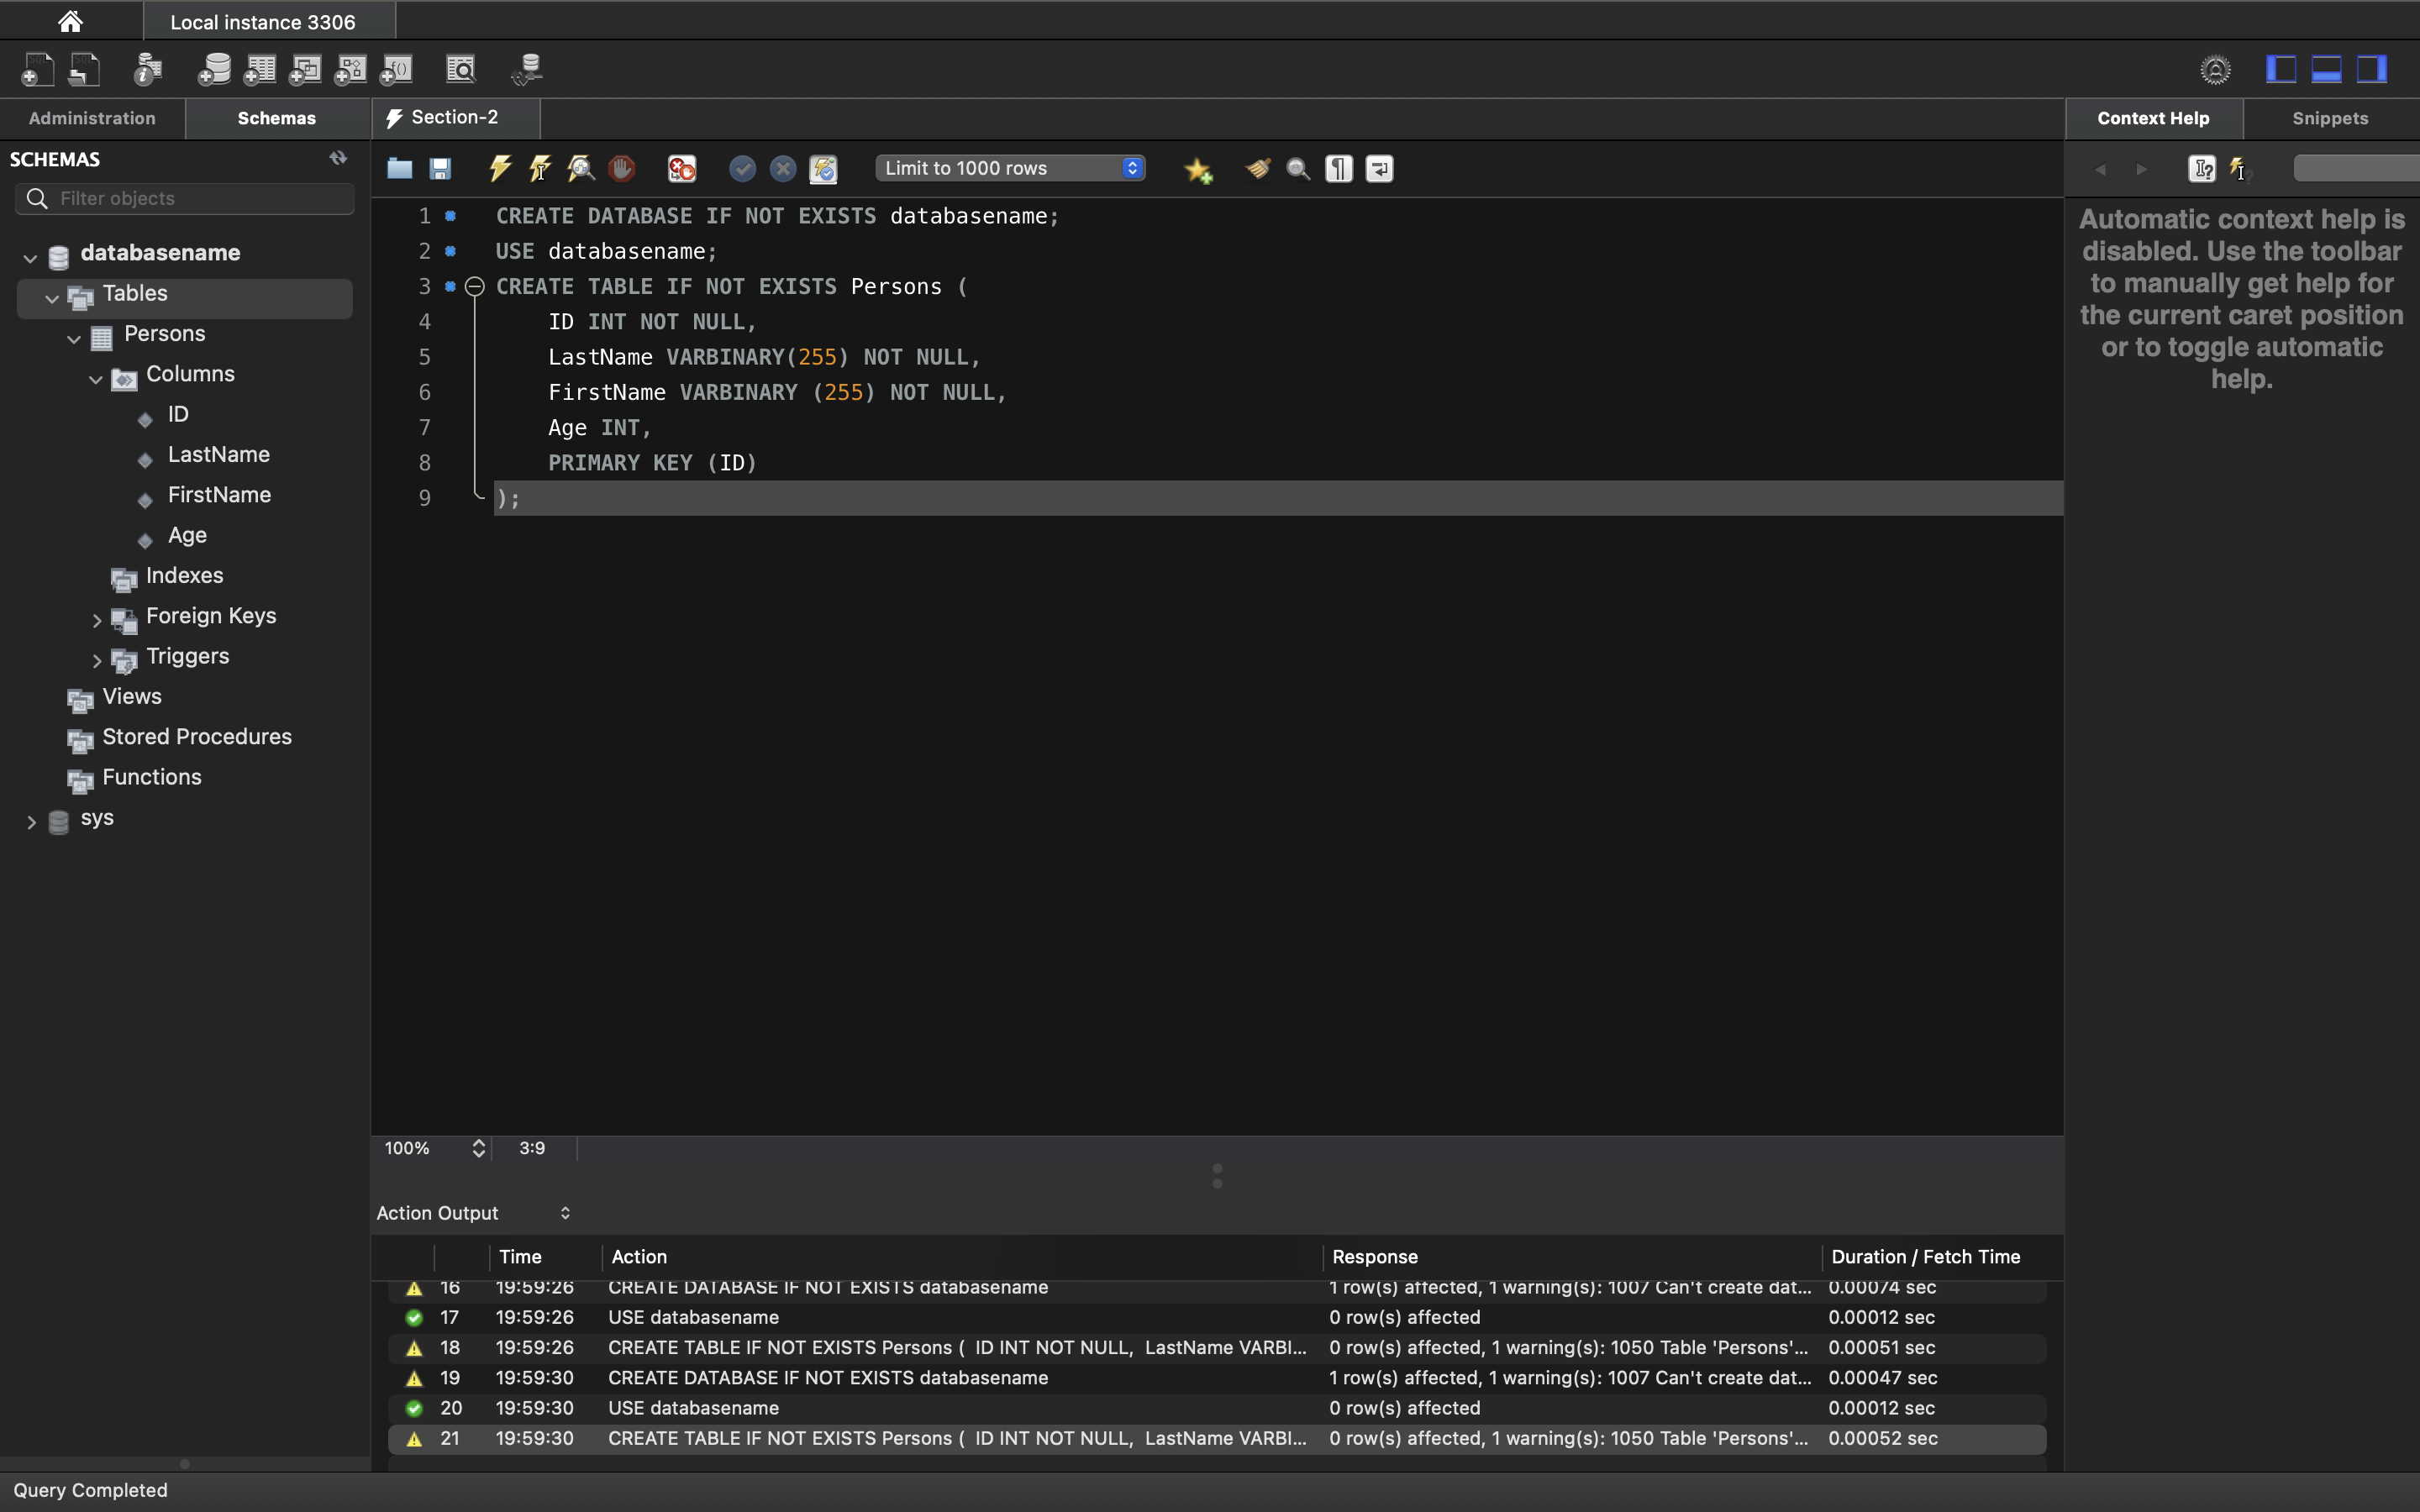 Local instance 3306
Administration
Schemas
Section-2
Context Help
Snippets
SCHEMAS
Filter objects
databasename
Tables
Persons
Columns
ID
LastName
FirstName
Age
Indexes
Foreign Keys
Triggers
Views
Stored Procedures
Functions
sys
Limit to 1000 rows
1 CREATE DATABASE IF NOT EXISTS databasename;
2 USE databasename;
3 CREATE TABLE IF NOT EXISTS Persons (
4 ID INT NOT NULL,
5 LastName VARBINARY(255) NOT NULL,
6 FirstName VARBINARY (255) NOT NULL,
7 Age INT,
8 PRIMARY KEY (ID)
9 );
Automatic context help is
disabled. Use the toolbar
to manually get help for
the current caret position
or to toggle automatic
help.
100% 3:9
Action Output
Time Action Response Duration / Fetch Time
16 19:59:26 CREATE DATABASE IF NOT EXISTS databasename 1 row(s) affected, 1 warning(s): 1007 Can't create dat... 0.00074 sec
17 19:59:26 USE databasename 0 row(s) affected 0.00012 sec
18 19:59:26 CREATE TABLE IF NOT EXISTS Persons ( ID INT NOT NULL, LastName VARBI... 0 row(s) affected, 1 warning(s): 1050 Table 'Persons'... 0.00051 sec
19 19:59:30 CREATE DATABASE IF NOT EXISTS databasename 1 row(s) affected, 1 warning(s): 1007 Can't create dat... 0.00047 sec
20 19:59:30 USE databasename 0 row(s) affected 0.00012 sec
21 19:59:30 CREATE TABLE IF NOT EXISTS Persons ( ID INT NOT NULL, LastName VARBI... 0 row(s) affected, 1 warning(s): 1050 Table 'Persons'... 0.00052 sec
Query Completed